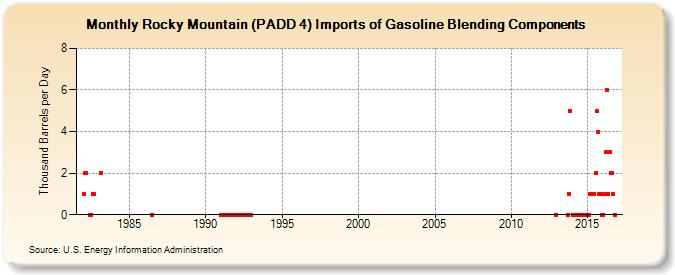 Monthly Rocky Mountain (PADD 4) Imports of Gasoline Blending Components
Thousand Barrels per Day
8
6
4
2
0
1985 1990 1995 2000 2005 2010 2015
Source: U.S. Energy Information Administration